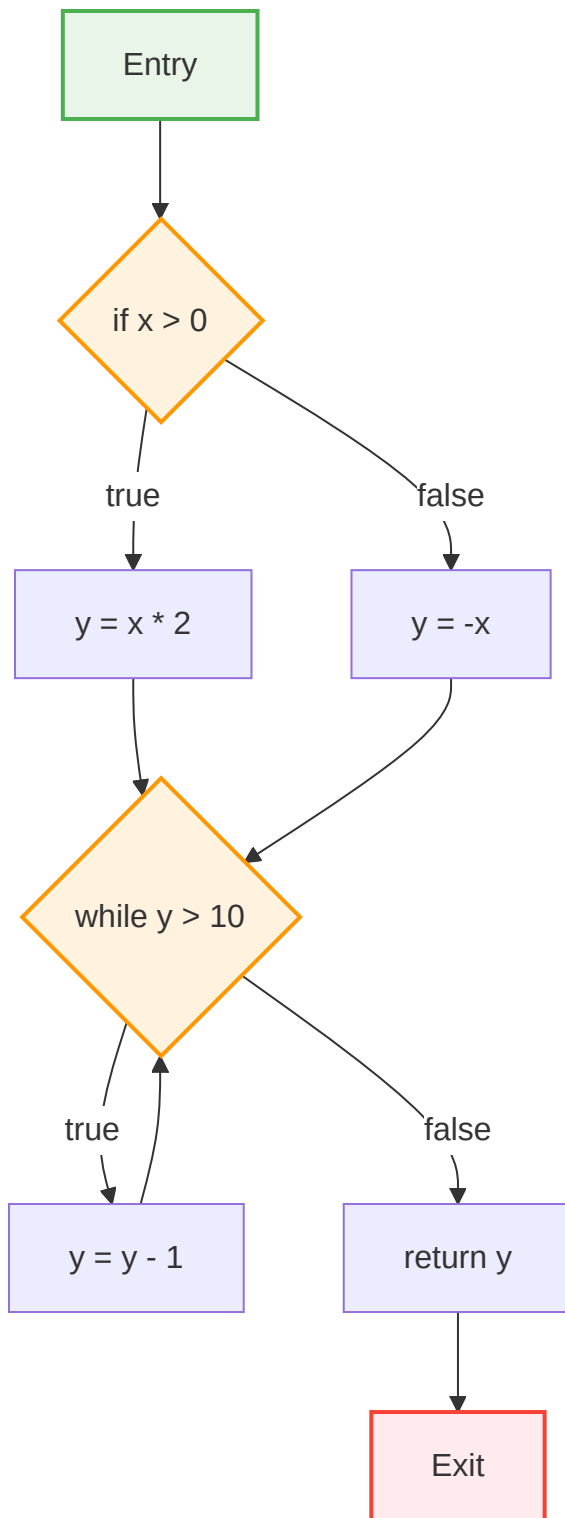 Entry
if x > 0
true
false
y = x * 2
y = -x
while y > 10
true
false
y = y - 1
return y
Exit